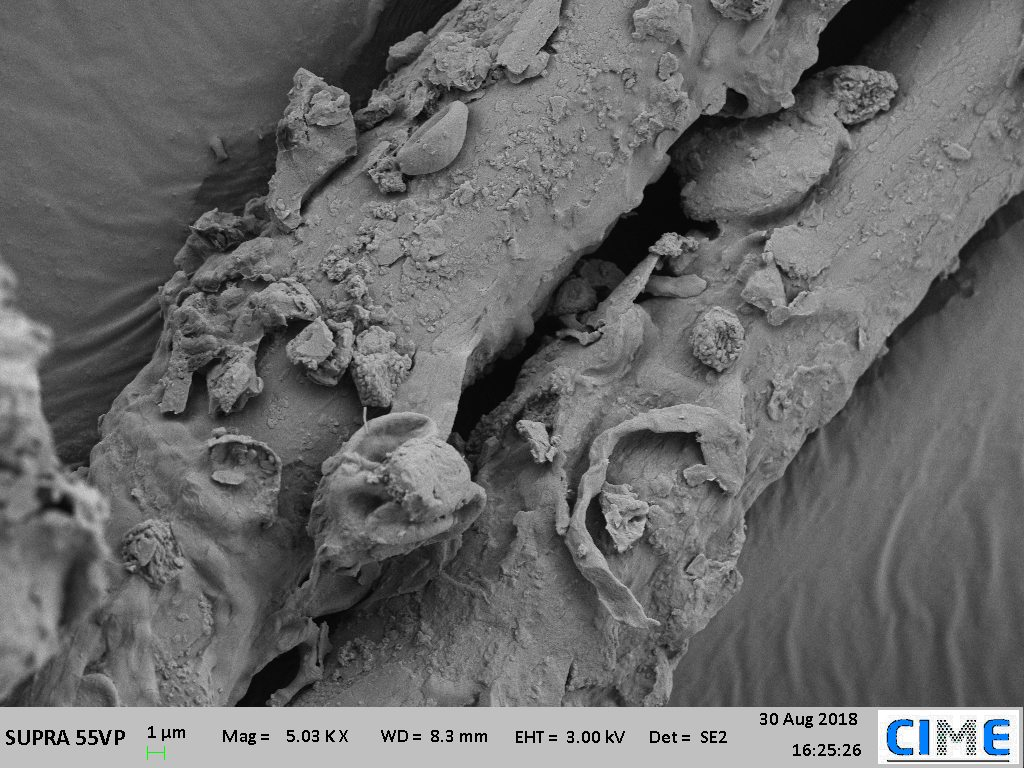 SUPRA 55VP
1 µm
Mag = 5.03 K X
WD = 8.3 mm
EHT = 3.00 kV
Det = SE2
30 Aug 2018
16:25:26
CIME